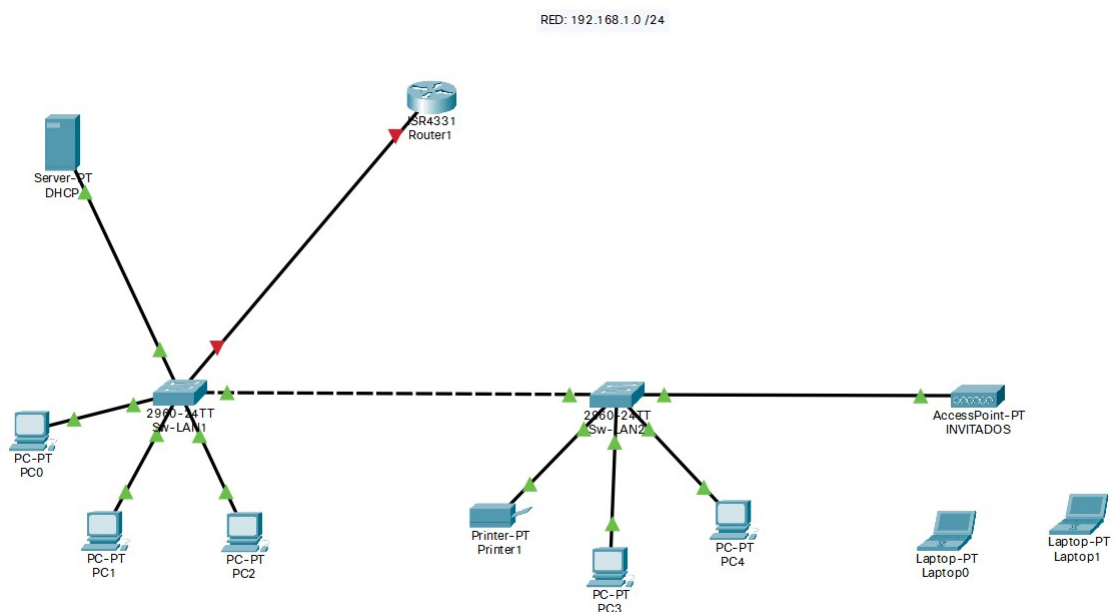 RED: 192.168.1.0 /24
ISR4331
Router1
Server-PT
DHCP
2960-24TT
Sw-LAN1
2960-24TT
Sw-LAN2
AccessPoint-PT
INVITADOS
PC-PT
PC0
PC-PT
PC1
PC-PT
PC2
Printer-PT
Printer1
PC-PT
PC3
PC-PT
PC4
Laptop-PT
Laptop0
Laptop-PT
Laptop1